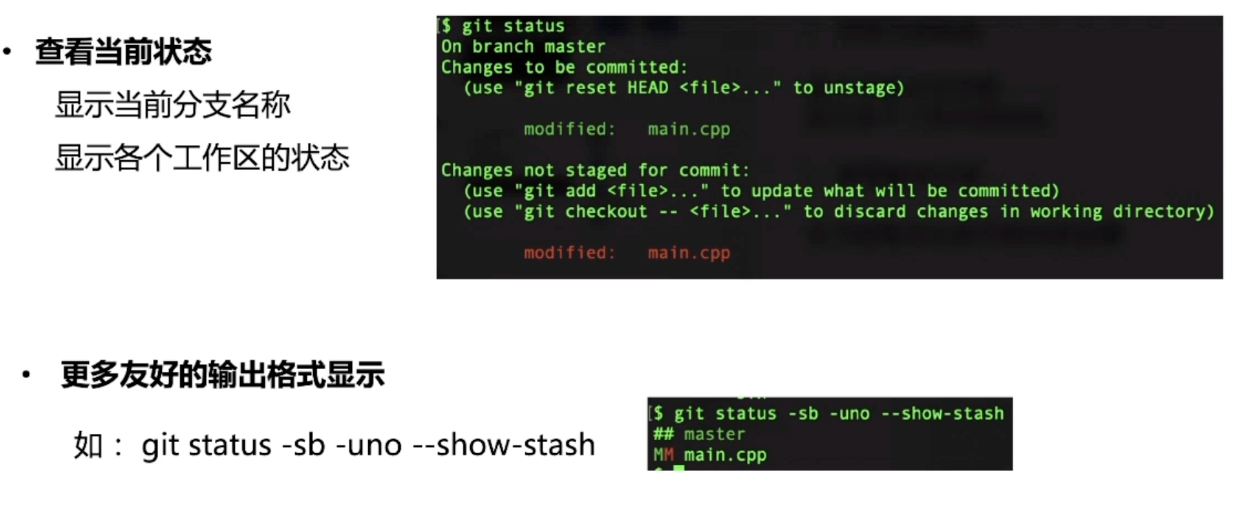 • 查看当前状态
显示当前分支名称
显示各个工作区的状态
[$ git status
On branch master
Changes to be committed:
  (use "git reset HEAD <file>..." to unstage)
        modified:   main.cpp
Changes not staged for commit:
  (use "git add <file>..." to update what will be committed)
  (use "git checkout -- <file>..." to discard changes in working directory)
        modified:   main.cpp
• 更多友好的输出格式显示
如：git status -sb -uno --show-stash
[$ git status -sb -uno --show-stash
## master
MM main.cpp